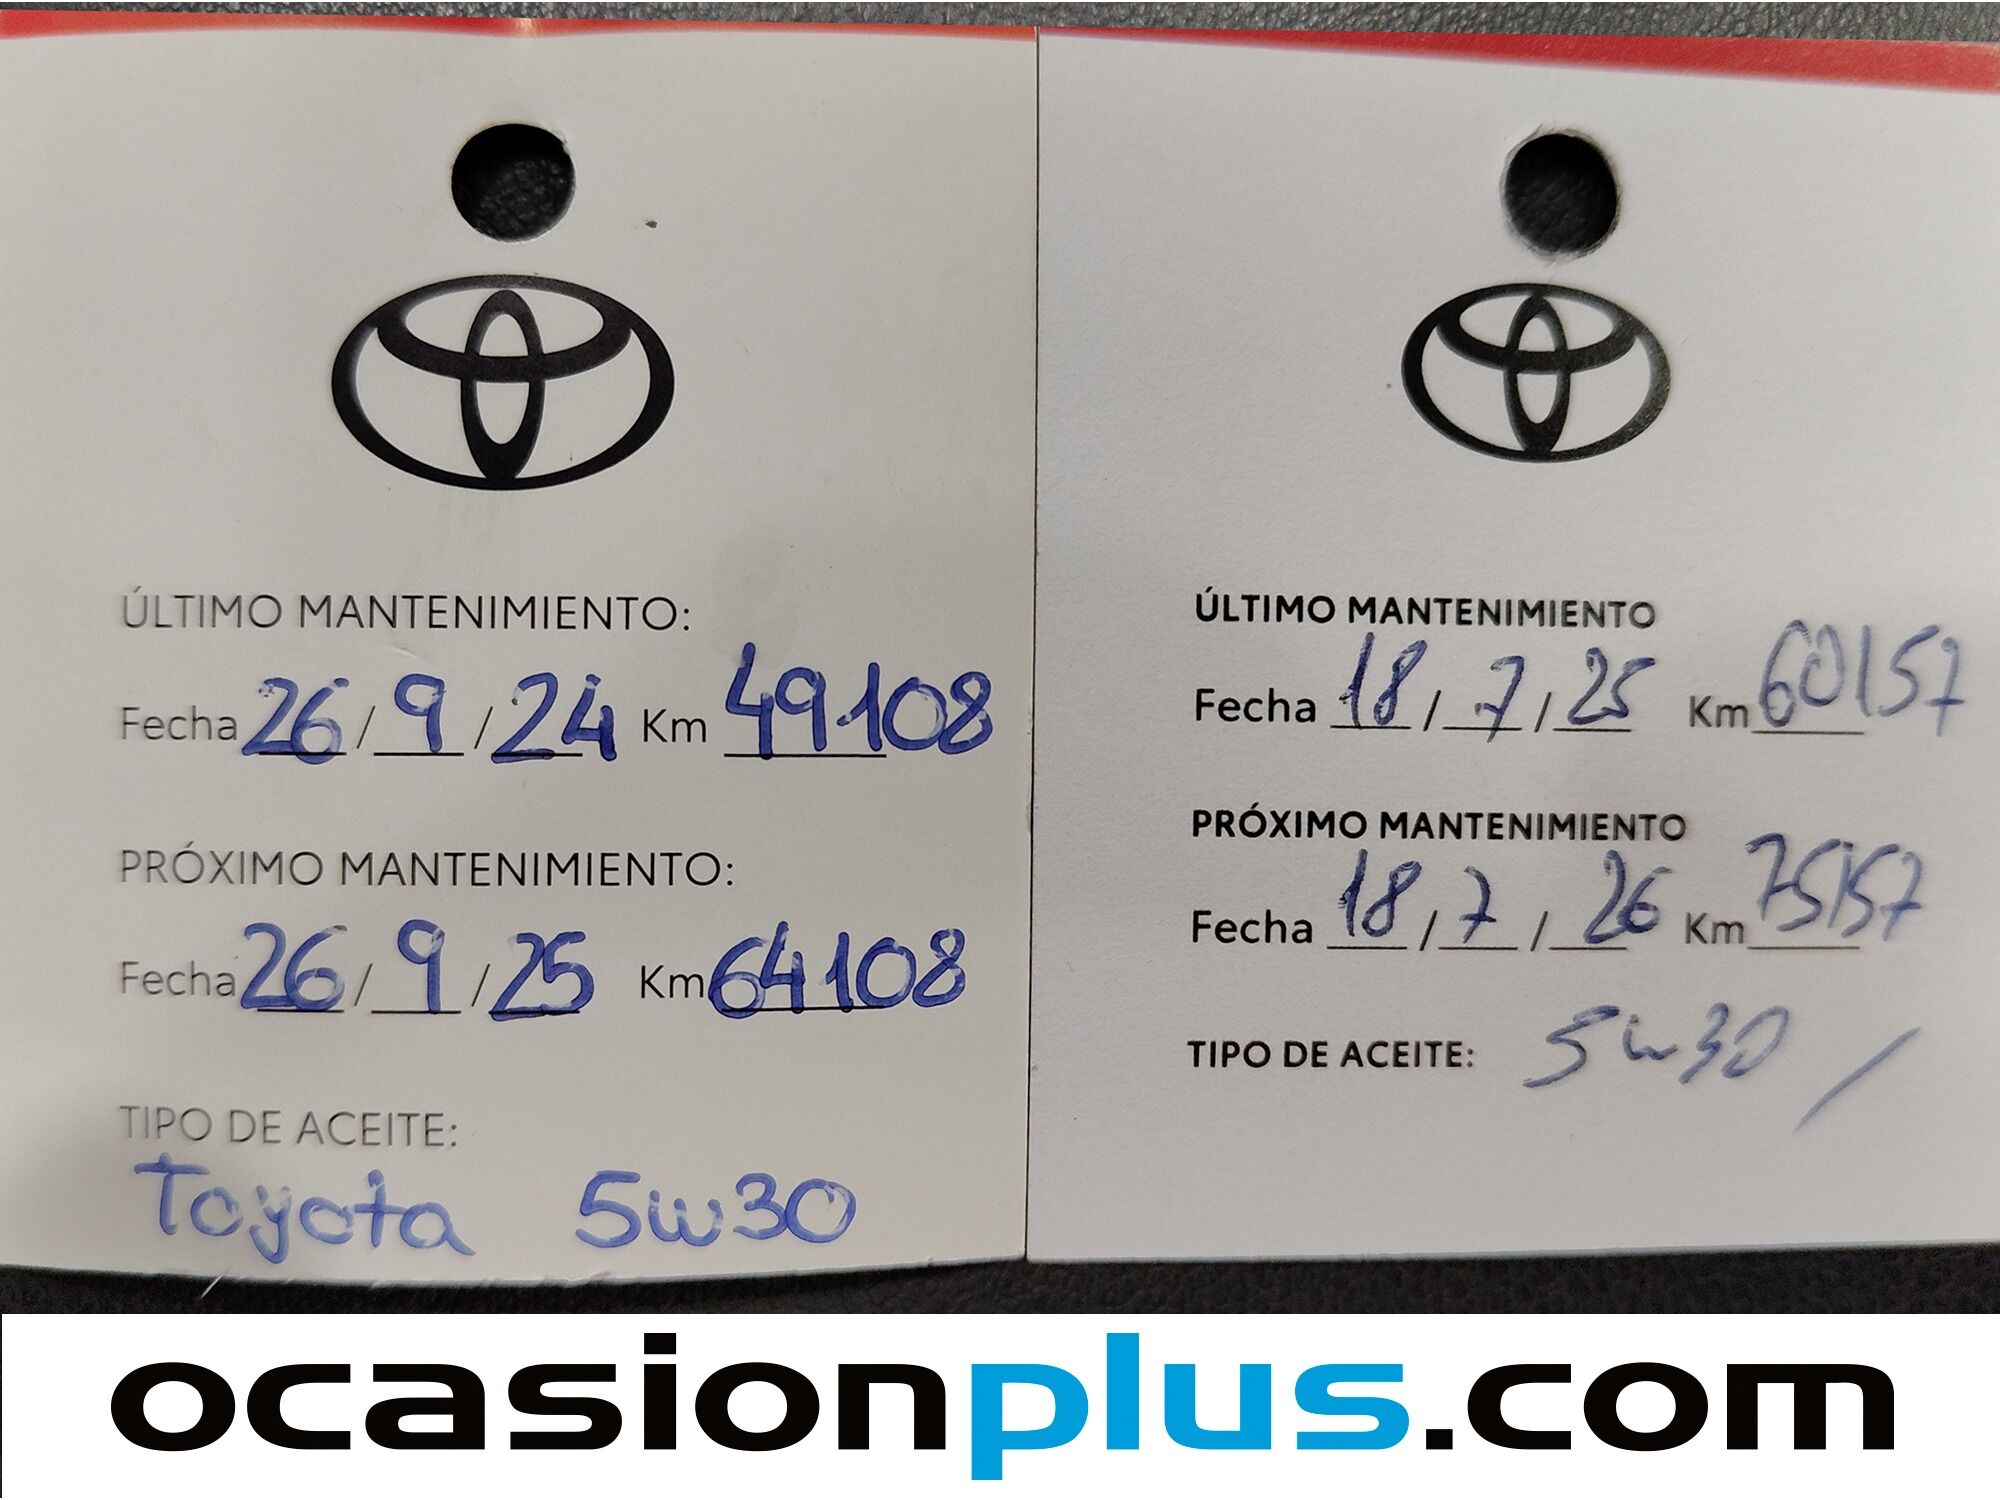 ÚLTIMO MANTENIMIENTO:
Fecha 26 / 9 / 24 Km 49.108
PRÓXIMO MANTENIMIENTO:
Fecha 26 / 9 / 25 Km 64108
TIPO DE ACEITE:
Toyota 5w30
ÚLTIMO MANTENIMIENTO
Fecha 18 / 7 / 25 Km 60157
PRÓXIMO MANTENIMIENTO
Fecha 18 / 7 / 26 Km 75157
TIPO DE ACEITE: 5w30
ocasionplus.com